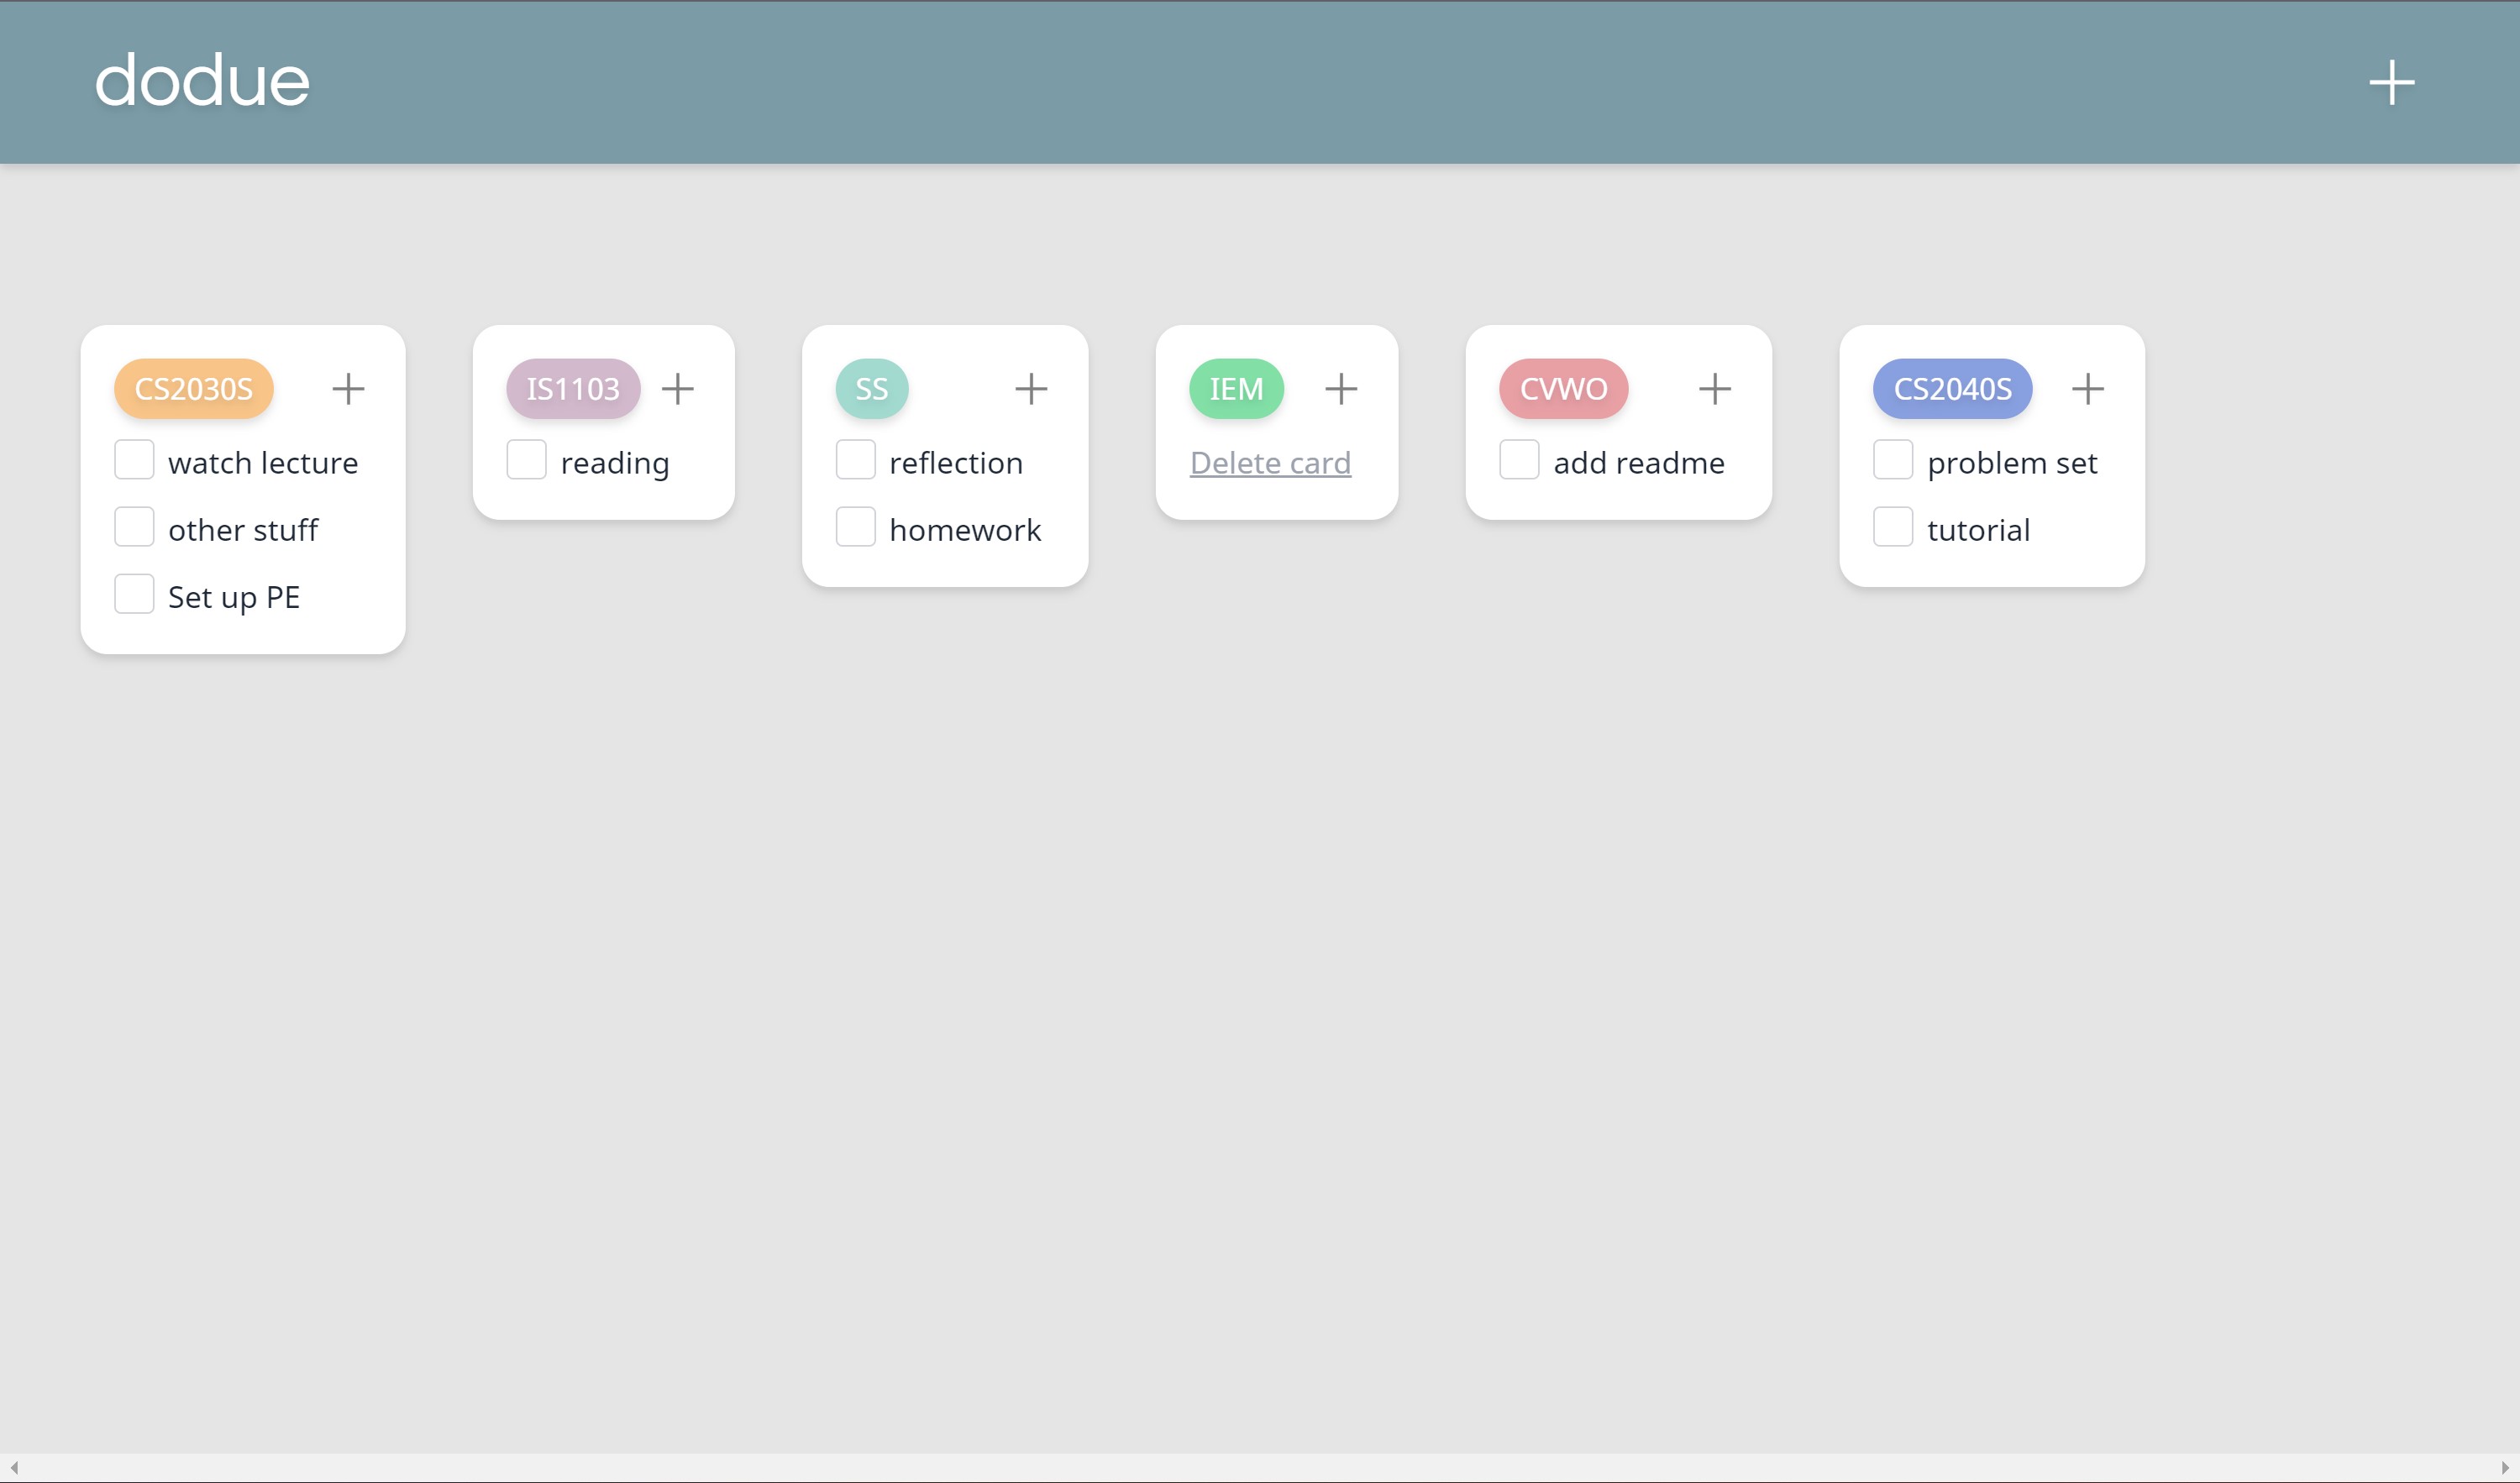 dodue
CS2030S
watch lecture
other stuff
Set up PE
IS1103
reading
SS
reflection
homework
IEM
Delete card
CVWO
add readme
CS2040S
problem set
tutorial